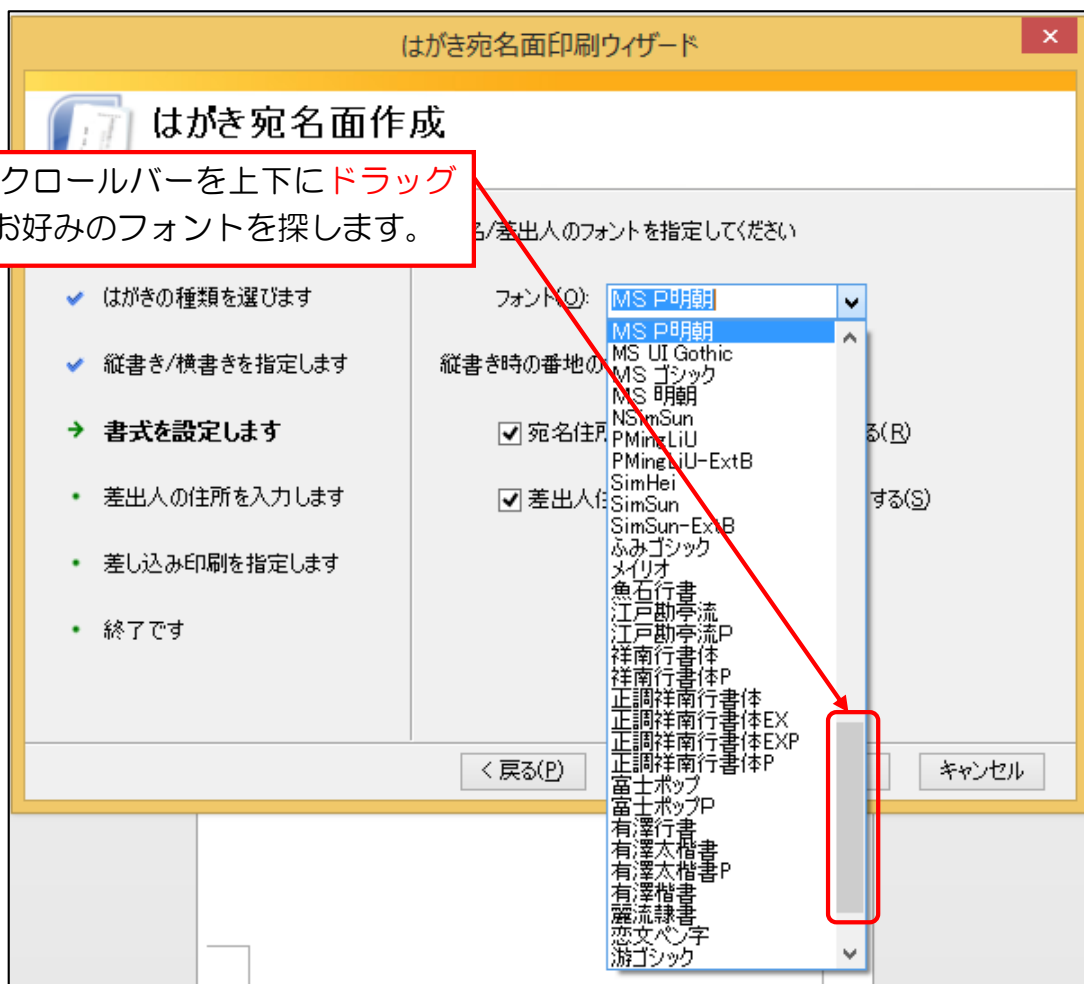 はがき宛名面印刷ウィザード
はがき宛名面作成
クロールバーを上下にドラッグ
お好みのフォントを探します。
名/差出人のフォントを指定してください
はがきの種類を選びます
縦書き/横書きを指定します
書式を設定します
差出人の住所を入力します
差し込み印刷を指定します
終了です
フォント(O):
MS P明朝
縦書き時の番地の
宛名住所
る(R)
差出人住
する(S)
MS P明朝
MS UI Gothic
MS ゴシック
MS 明朝
NSimSun
PMingLiU
PMingLiU-ExtB
SimHei
SimSun
SimSun-ExtB
ふみゴシック
メイリオ
魚石行書
江戸勘亭流
江戸勘亭流P
祥南行書体
祥南行書体P
正調祥南行書体
正調祥南行書体EX
正調祥南行書体EXP
正調祥南行書体P
富士ポップ
富士ポップP
有澤行書
有澤太楷書
有澤太楷書P
有澤楷書
麗流隷書
恋文ペン字
游ゴシック
< 戻る(P)
キャンセル